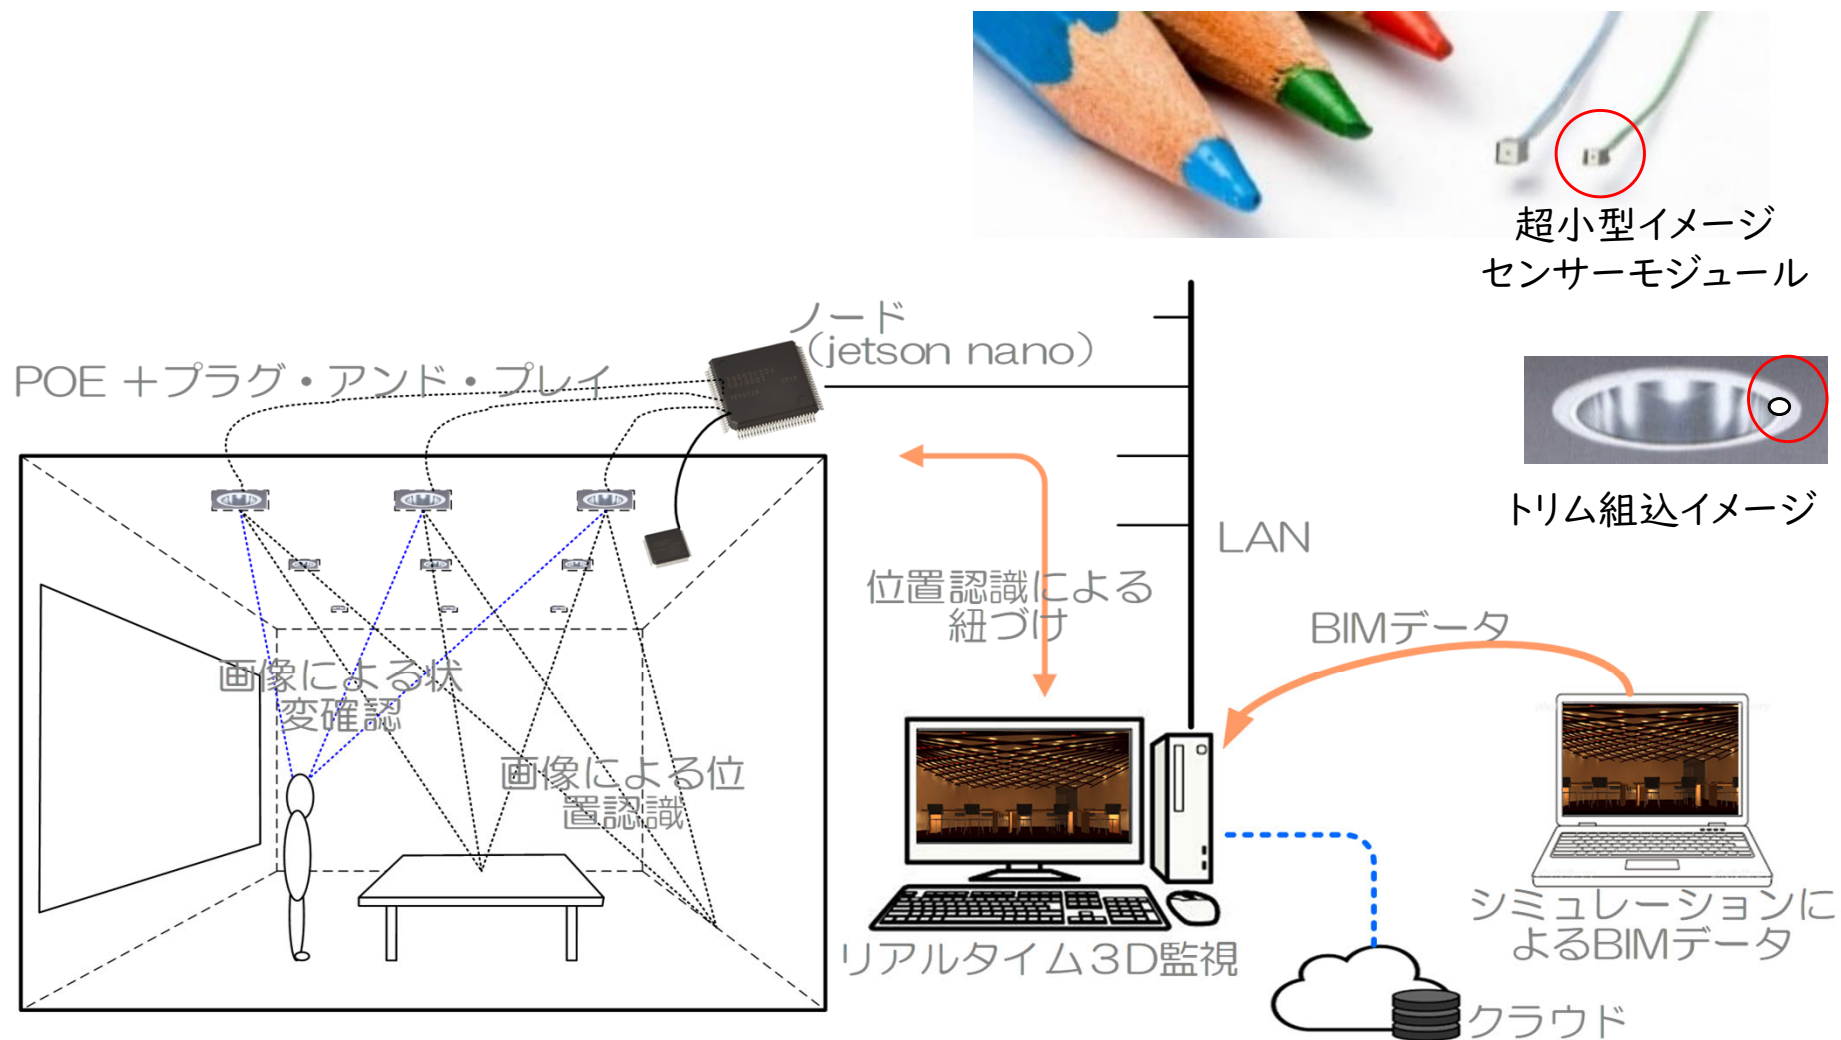 超小型イメージ
センサーモジュール
ノード
（jetson nano）
POE ＋プラグ・アンド・プレイ
トリム組込イメージ
LAN
位置認識による
紐づけ
BIMデータ
画像による状
変確認
画像による位
置認識
シミュレーションに
よるBIMデータ
リアルタイム３D監視
クラウド